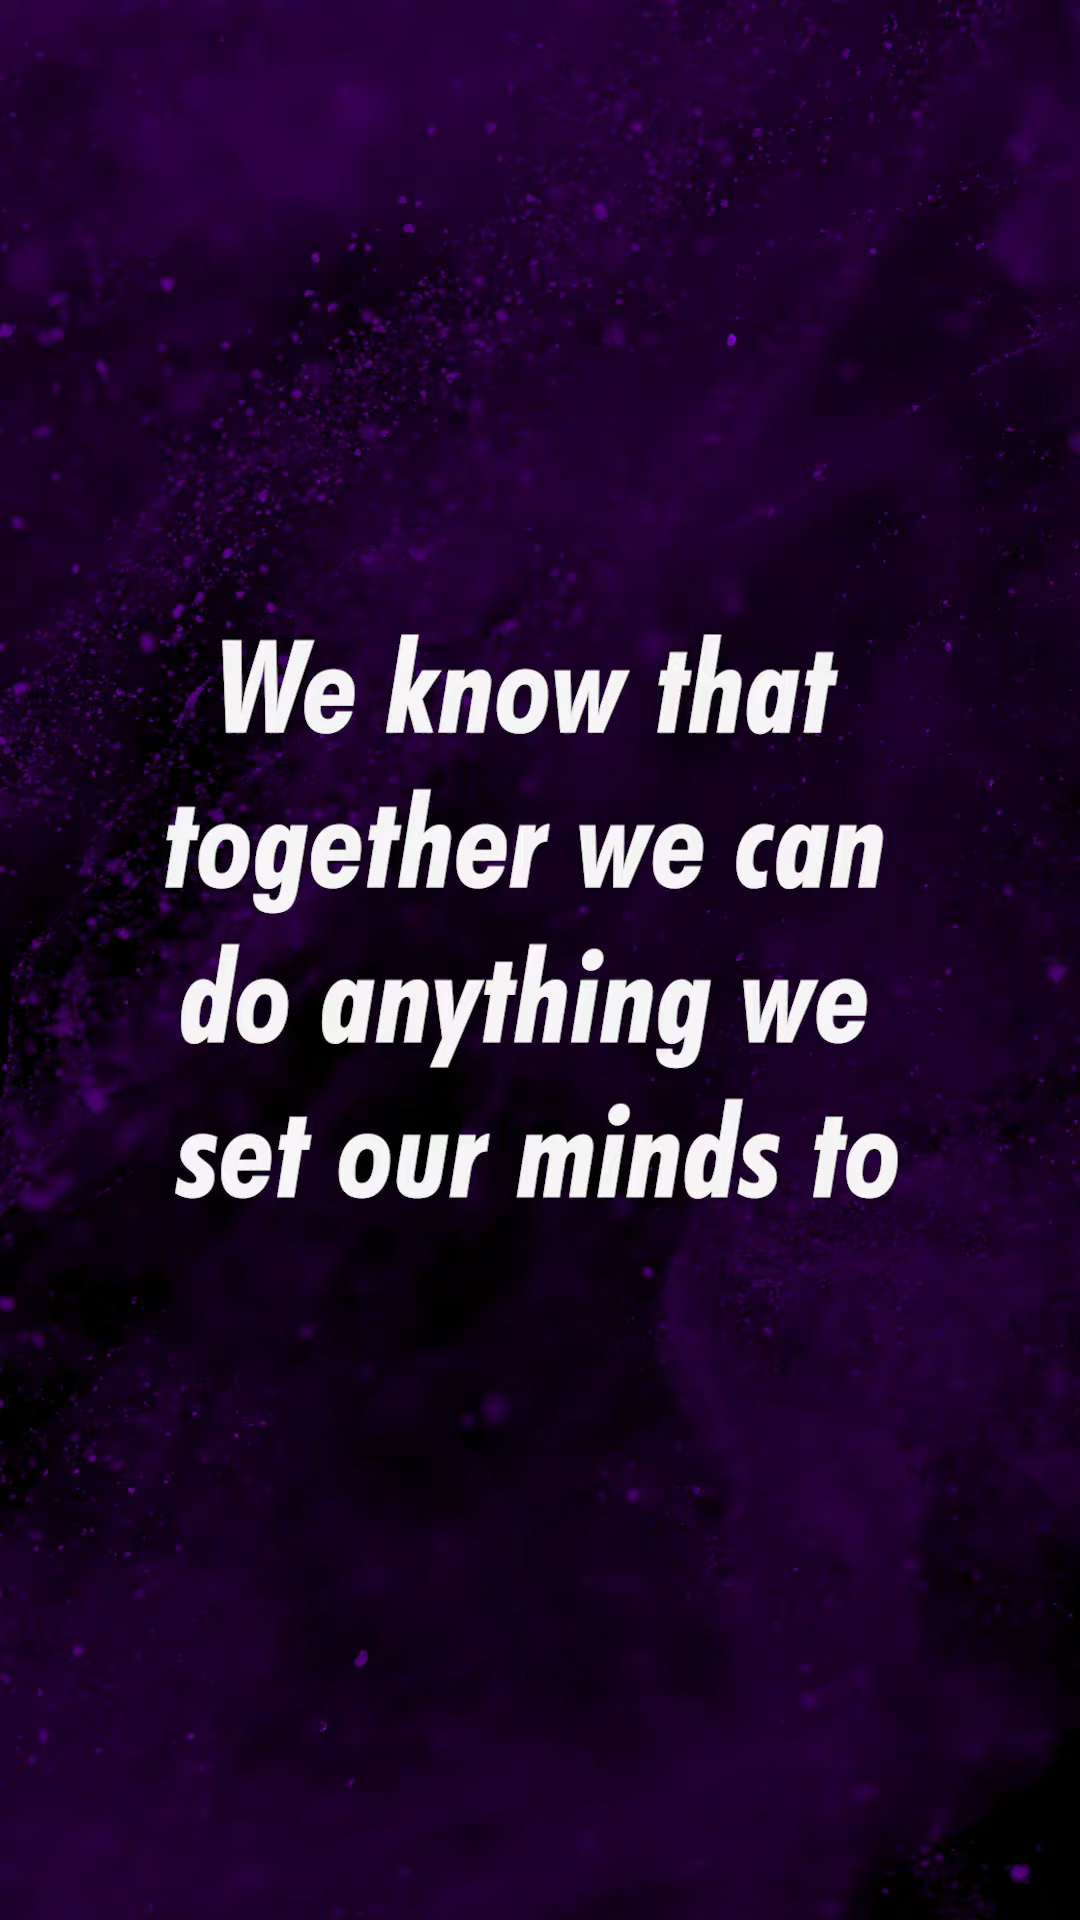 We know that
together we can
do anything we
set our minds to